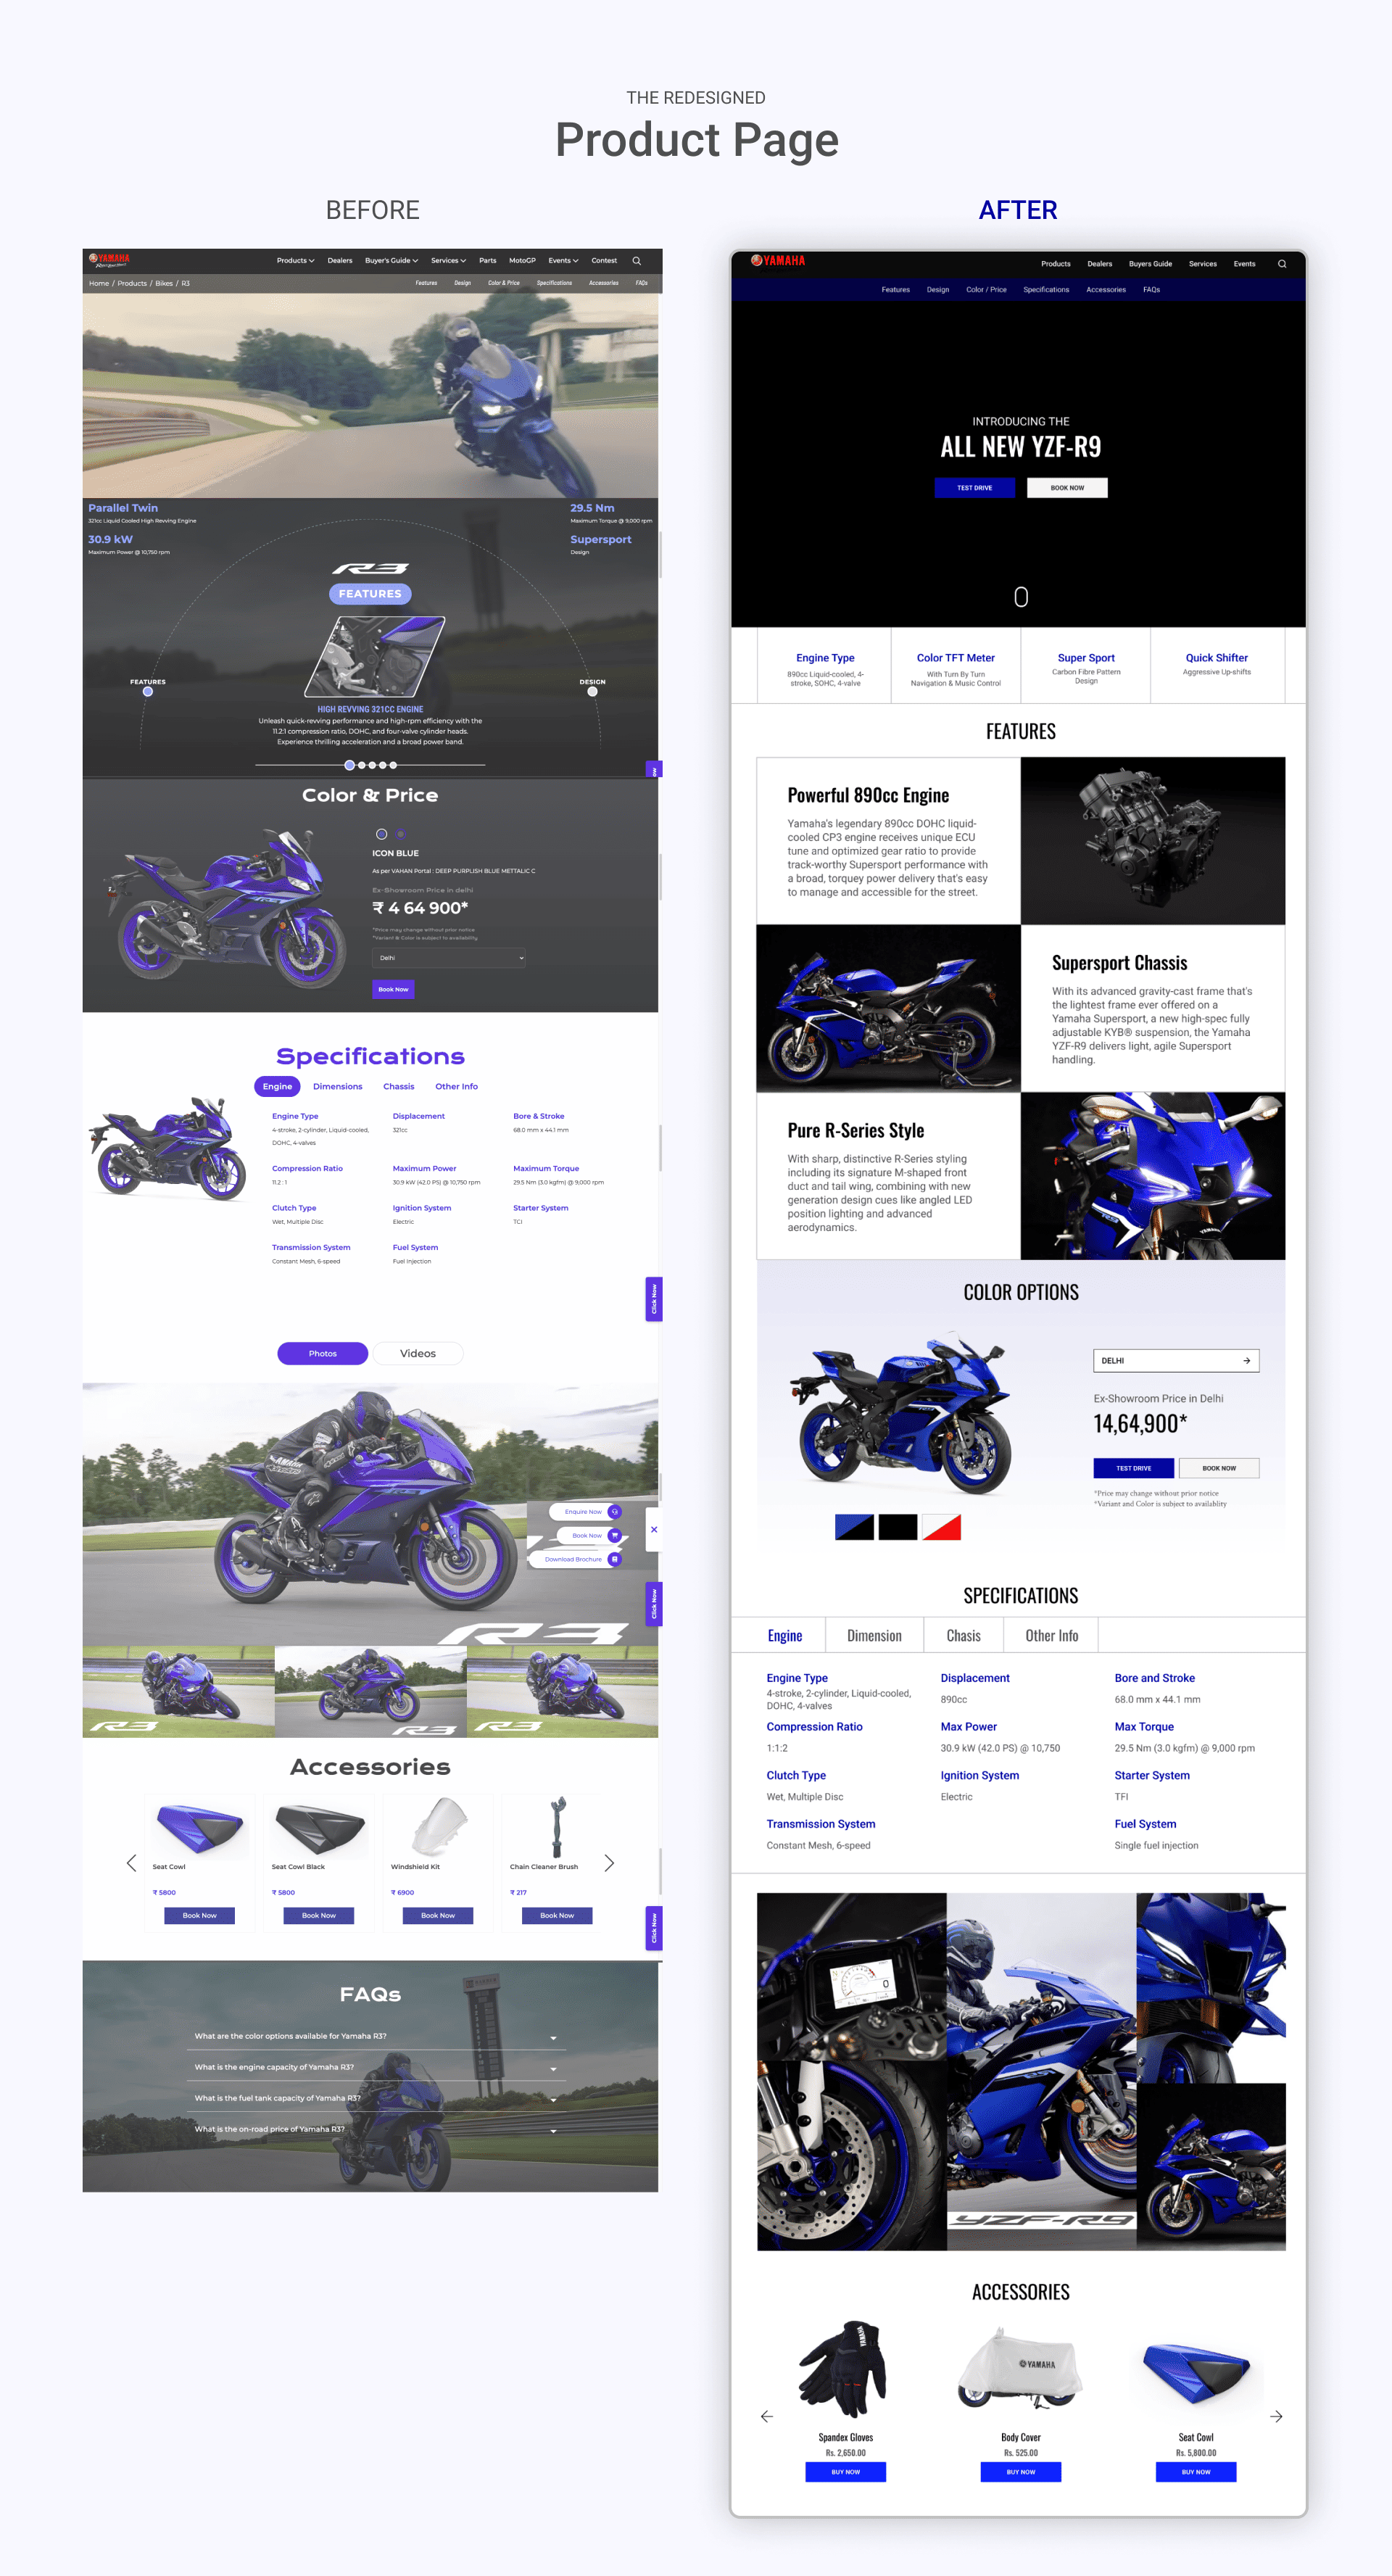 THE REDESIGNED
Product Page
BEFORE
YAMAHA
Revs your Heart
Products
Dealers
Buyer's Guide
Services
Parts
MotoGP
Events
Contest
Home / Products / Bikes / R3
Features
Design
Color & Price
Specifications
Accessories
FAQs
Parallel Twin
321cc Liquid Cooled High Revving Engine
29.5 Nm
Maximum Torque @ 9,000 rpm
30.9 kW
Maximum Power @ 10,750 rpm
Supersport
Design
R3
FEATURES
FEATURES
DESIGN
HIGH REVVING 321CC ENGINE
Unleash quick-revving performance and high-rpm efficiency with the
11.2:1 compression ratio, DOHC, and four-valve cylinder heads.
Experience thrilling acceleration and a broad power band.
Color & Price
ICON BLUE
As per VAHAN Portal : DEEP PURPLISH BLUE METTALIC C
Ex-Showroom Price in delhi
₹ 4 64 900*
*Price may change without prior notice
*Variant & Color is subject to availability
Delhi
Book Now
Specifications
Engine
Dimensions
Chassis
Other Info
Engine Type
Displacement
Bore & Stroke
4-stroke, 2-cylinder, Liquid-cooled,
DOHC, 4-valves
321cc
68.0 mm x 44.1 mm
Compression Ratio
Maximum Power
Maximum Torque
11.2 : 1
30.9 kW (42.0 PS) @ 10,750 rpm
29.5 Nm (3.0 kgfm) @ 9,000 rpm
Clutch Type
Ignition System
Starter System
Wet, Multiple Disc
Electric
TCI
Transmission System
Fuel System
Constant Mesh, 6-speed
Fuel Injection
Click Now
Photos
Videos
YAMAHA
Enquire Now
Book Now
Download Brochure
Click Now
R3
R3
R3
Accessories
Seat Cowl
Seat Cowl Black
Windshield Kit
Chain Cleaner Brush
₹ 5800
₹ 5800
₹ 6900
₹ 217
Book Now
Book Now
Book Now
Book Now
Click Now
FAQs
What are the color options available for Yamaha R3?
What is the engine capacity of Yamaha R3?
What is the fuel tank capacity of Yamaha R3?
What is the on-road price of Yamaha R3?
AFTER
YAMAHA
Products
Dealers
Buyers Guide
Services
Events
Features
Design
Color / Price
Specifications
Accessories
FAQs
INTRODUCING THE
ALL NEW YZF-R9
TEST DRIVE
BOOK NOW
Engine Type
890cc Liquid-cooled, 4-
stroke, SOHC, 4-valve
Color TFT Meter
With Turn By Turn
Navigation & Music Control
Super Sport
Carbon Fibre Pattern
Design
Quick Shifter
Aggressive Up-shifts
FEATURES
Powerful 890cc Engine
Yamaha's legendary 890cc DOHC liquid-
cooled CP3 engine receives unique ECU
tune and optimized gear ratio to provide
track-worthy Supersport performance with
a broad, torquey power delivery that's easy
to manage and accessible for the street.
Supersport Chassis
With its advanced gravity-cast frame that's
the lightest frame ever offered on a
Yamaha Supersport, a new high-spec fully
adjustable KYB® suspension, the Yamaha
YZF-R9 delivers light, agile Supersport
handling.
Pure R-Series Style
With sharp, distinctive R-Series styling
including its signature M-shaped front
duct and tail wing, combining with new
generation design cues like angled LED
position lighting and advanced
aerodynamics.
YAMAHA
COLOR OPTIONS
DELHI
Ex-Showroom Price in Delhi
14,64,900*
TEST DRIVE
BOOK NOW
*Price may change without prior notice
*Variant and Color is subject to availablity
SPECIFICATIONS
Engine
Dimension
Chasis
Other Info
Engine Type
Displacement
Bore and Stroke
4-stroke, 2-cylinder, Liquid-cooled,
DOHC, 4-valves
890cc
68.0 mm x 44.1 mm
Compression Ratio
Max Power
Max Torque
1:1:2
30.9 kW (42.0 PS) @ 10,750
29.5 Nm (3.0 kgfm) @ 9,000 rpm
Clutch Type
Ignition System
Starter System
Wet, Multiple Disc
Electric
TFI
Transmission System
Fuel System
Constant Mesh, 6-speed
Single fuel injection
0
YZF-R9
ACCESSORIES
YAMAHA
YAMAHA
Spandex Gloves
Body Cover
Seat Cowl
Rs. 2,650.00
Rs. 525.00
Rs. 5,800.00
BUY NOW
BUY NOW
BUY NOW